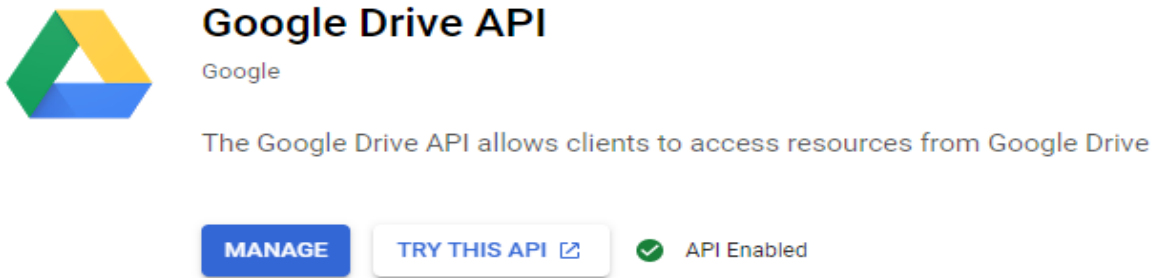 Google Drive API
Google
The Google Drive API allows clients to access resources from Google Drive
MANAGE TRY THIS API API Enabled